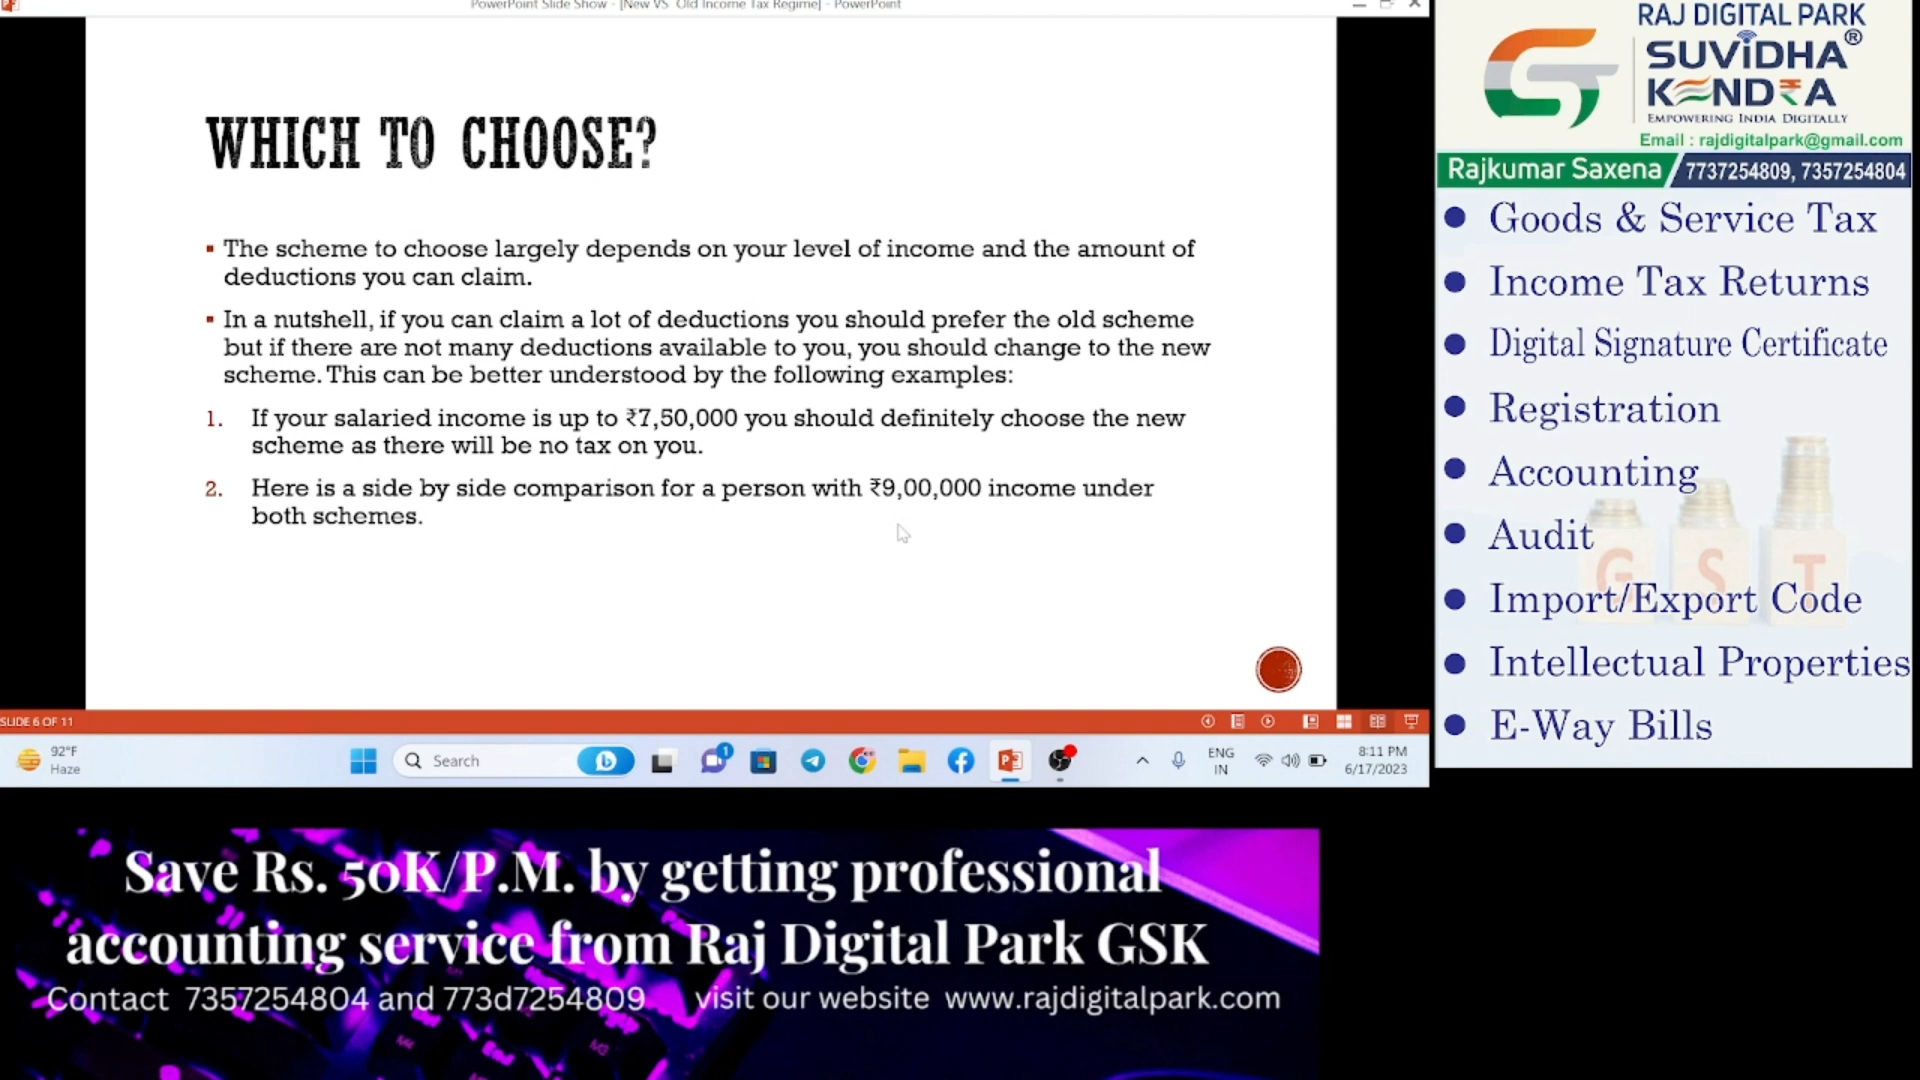 PowerPoint Slide Show - [New VS Old Income Tax Regime] - PowerPoint
WHICH TO CHOOSE?
▪ The scheme to choose largely depends on your level of income and the amount of
deductions you can claim.
▪ In a nutshell, if you can claim a lot of deductions you should prefer the old scheme
but if there are not many deductions available to you, you should change to the new
scheme. This can be better understood by the following examples:
1. If your salaried income is up to ₹7,50,000 you should definitely choose the new
scheme as there will be no tax on you.
2. Here is a side by side comparison for a person with ₹9,00,000 income under
both schemes.
SLIDE 6 OF 11
92°F
Haze
Search
1
ENG
IN
8:11 PM
6/17/2023
RAJ DIGITAL PARK
SUVIDHA®
KENDRA
EMPOWERING INDIA DIGITALLY
Email : rajdigitalpark@gmail.com
Rajkumar Saxena / 7737254809, 7357254804
● Goods & Service Tax
● Income Tax Returns
● Digital Signature Certificate
● Registration
● Accounting
● Audit
● Import/Export Code
● Intellectual Properties
● E-Way Bills
G S T
Save Rs. 50K/P.M. by getting professional
accounting service from Raj Digital Park GSK
Contact 7357254804 and 773d7254809 visit our website www.rajdigitalpark.com